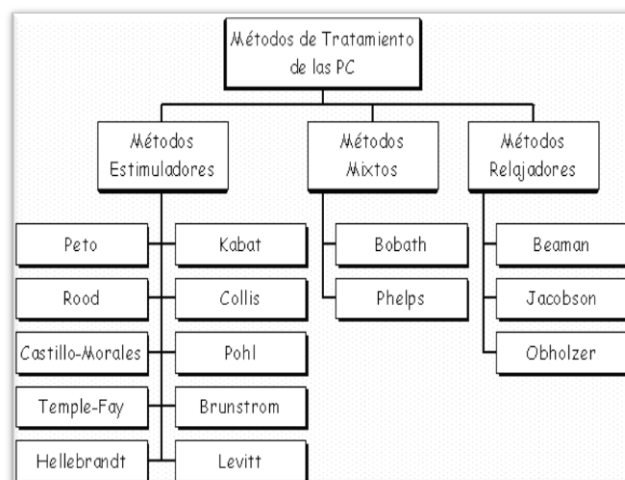 Métodos de Tratamiento
de las PC
Métodos
Estimuladores
Métodos
Mixtos
Métodos
Relajadores
Peto
Kabat
Rood
Collis
Castillo-Morales
Pohl
Temple-Fay
Brunstrom
Hellebrandt
Levitt
Bobath
Phelps
Beaman
Jacobson
Obholzer